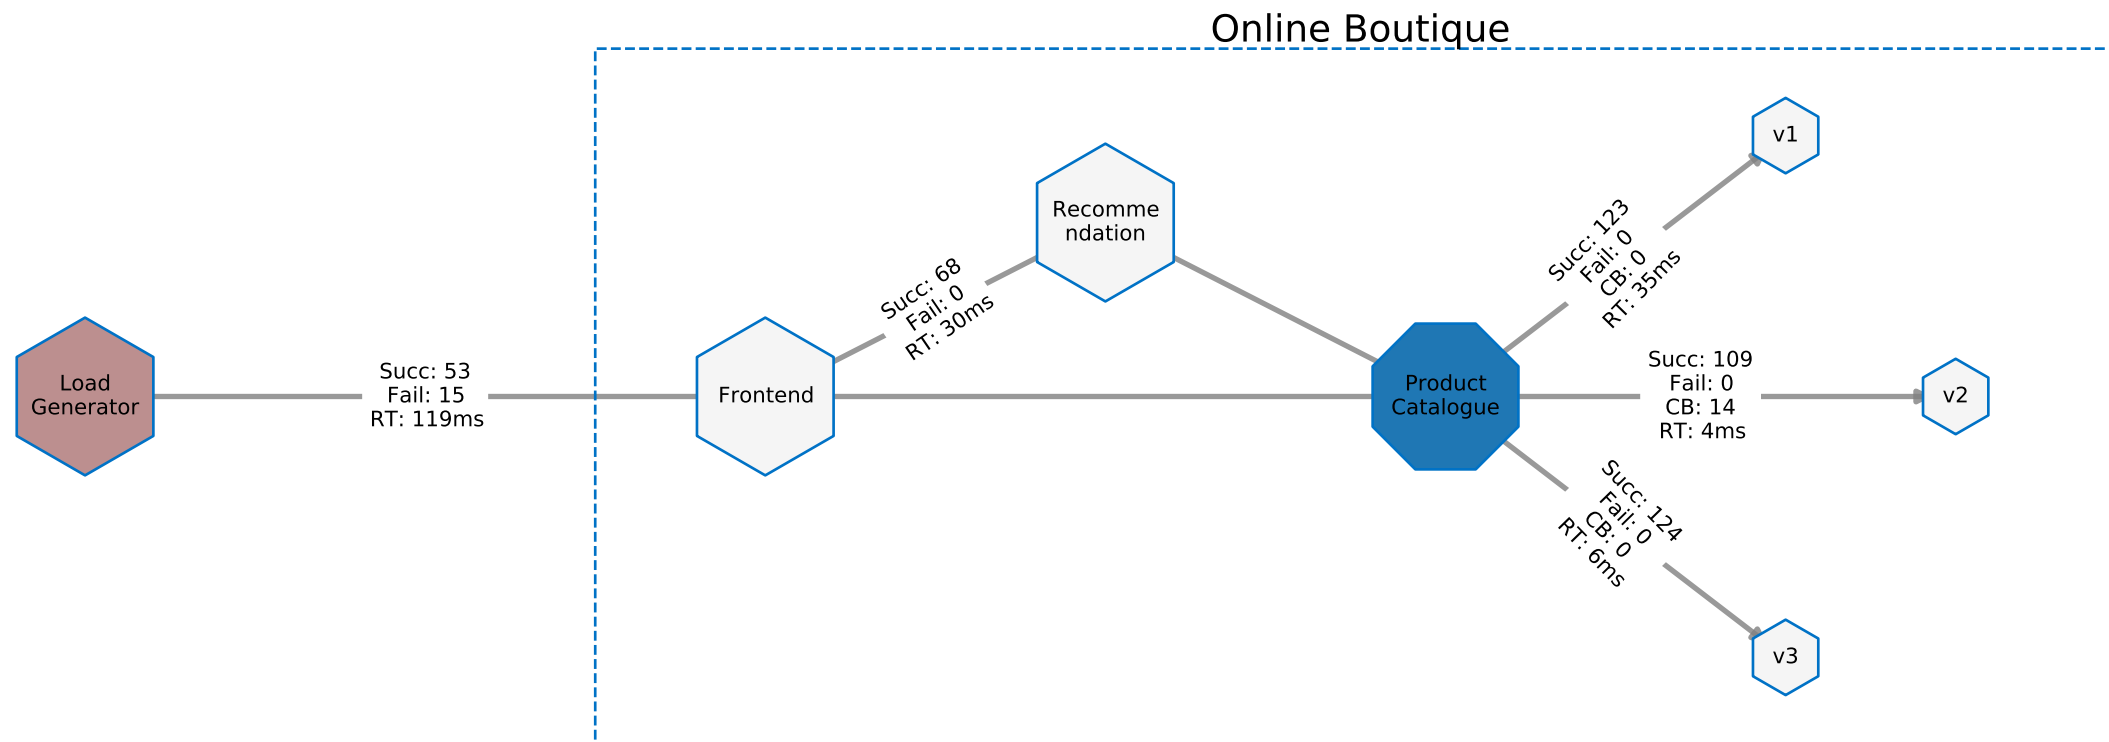 Online Boutique
v1
Recomme
ndation
Succ: 123
Fail: 0
CB: 0
RT: 35ms
Succ: 68
Fail: 0
RT: 30ms
Load
Generator
Succ: 53
Fail: 15
RT: 119ms
Frontend
Product
Catalogue
Succ: 109
Fail: 0
CB: 14
RT: 4ms
v2
Succ: 124
Fail: 0
CB: 0
RT: 6ms
v3